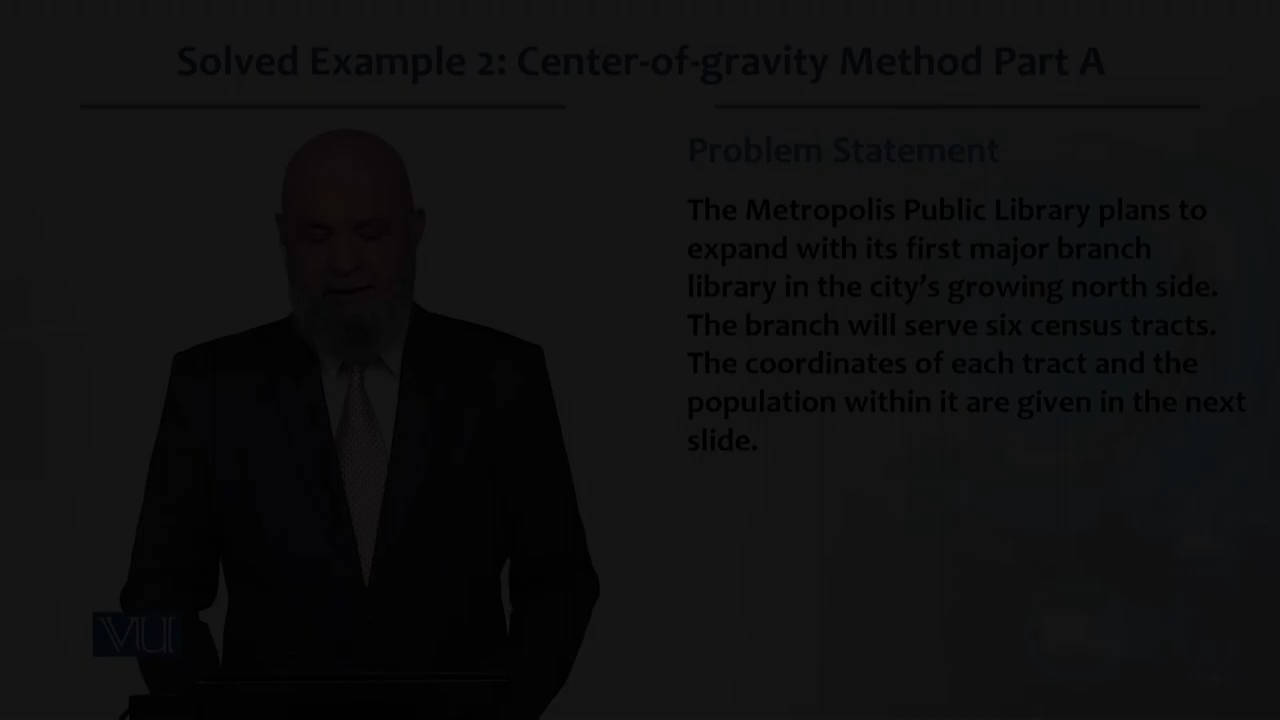 Solved Example 2: Center-of-gravity Method Part A
Problem Statement
The Metropolis Public Library plans to
expand with its first major branch
library in the city’s growing north side.
The branch will serve six census tracts.
The coordinates of each tract and the
population within it are given in the next
slide.
VU